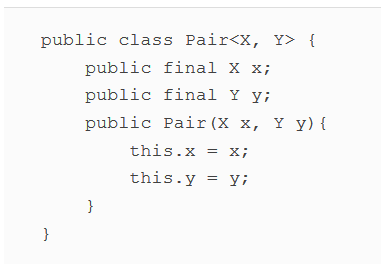 public class Pair<X, Y> {
    public final X x;
    public final Y y;
    public Pair(X x, Y y){
        this.x = x;
        this.y = y;
    }
}